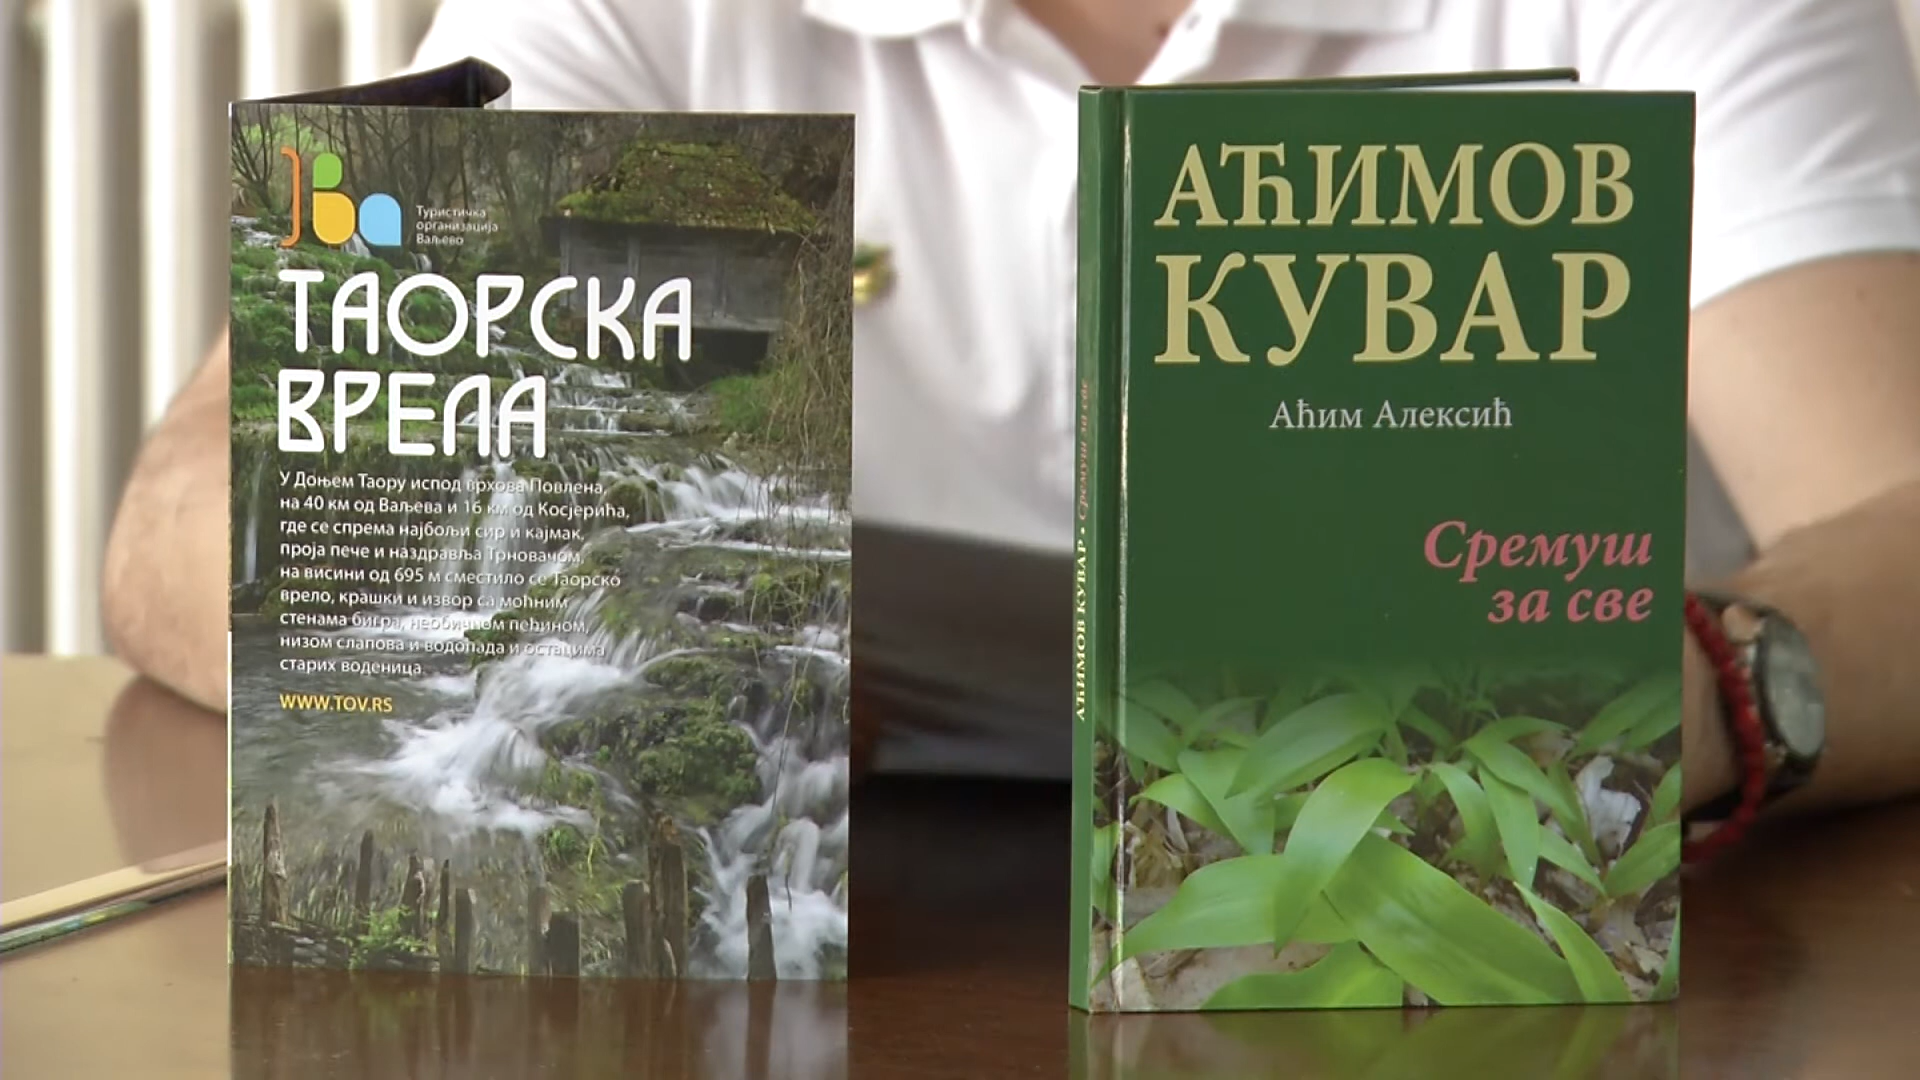 Туристичка
организација
Ваљево
ТАОРСКА
ВРЕЛА
У Доњем Таору испод врхова Повлена,
на 40 км од Ваљева и 16 км од Косјерића,
где се спрема најбољи сир и кајмак,
проја пече и наздравља Трновачом,
на висини од 695 м сместило се Таорско
врело, крашки и извор са моћним
стенама бигра, необичном пећином,
низом слапова и водопада и остацима
старих воденица.
WWW.TOV.RS
АЋИМОВ КУВАР • Сремуш за све
АЋИМОВ
КУВАР
Аћим Алексић
Сремуш
за све